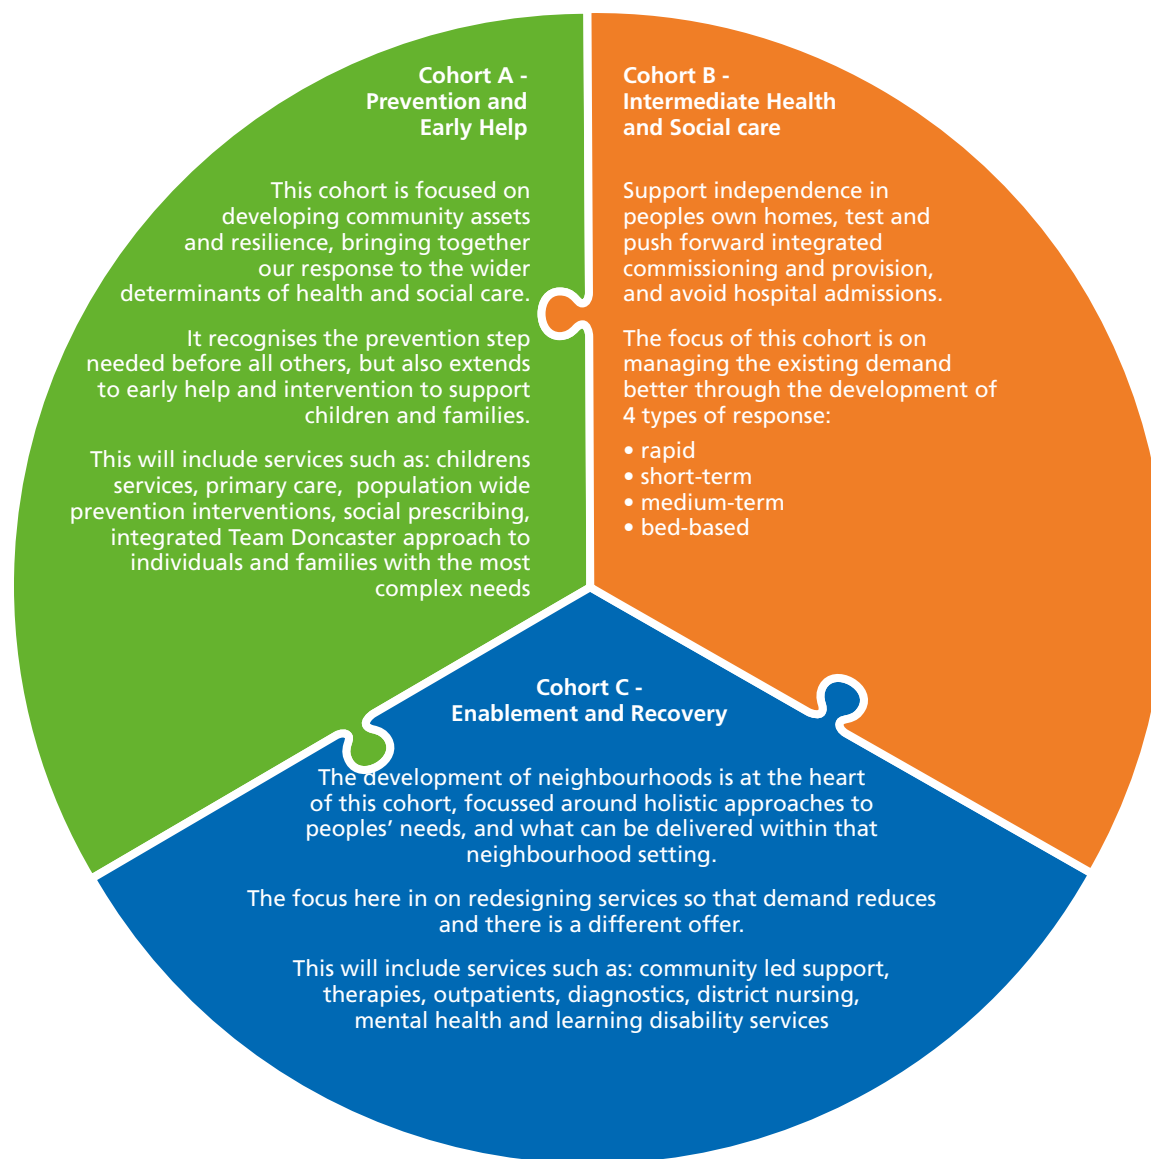 Cohort A -
Prevention and
Early Help
This cohort is focused on
developing community assets
and resilience, bringing together
our response to the wider
determinants of health and social care.
It recognises the prevention step
needed before all others, but also extends
to early help and intervention to support
children and families.
This will include services such as: childrens
services, primary care,  population wide
prevention interventions, social prescribing,
integrated Team Doncaster approach to
individuals and families with the most
complex needs
Cohort B -
Intermediate Health
and Social care
Support independence in
peoples own homes, test and
push forward integrated
commissioning and provision,
and avoid hospital admissions.
The focus of this cohort is on
managing the existing demand
better through the development of
4 types of response:
• rapid
• short-term
• medium-term
• bed-based
Cohort C -
Enablement and Recovery
The development of neighbourhoods is at the heart
of this cohort, focussed around holistic approaches to
peoples’ needs, and what can be delivered within that
neighbourhood setting.
The focus here in on redesigning services so that demand reduces
and there is a different offer.
This will include services such as: community led support,
therapies, outpatients, diagnostics, district nursing,
mental health and learning disability services